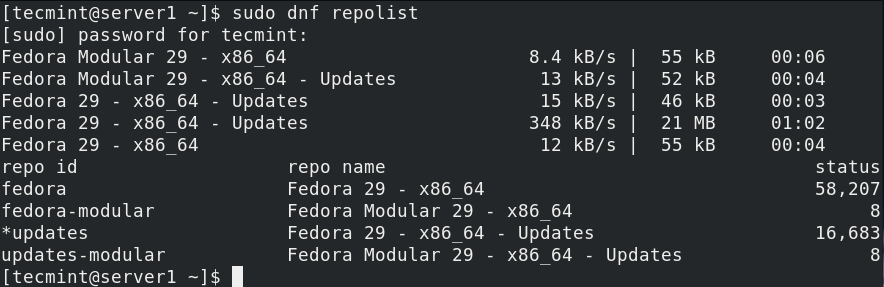 [tecmint@server1 ~]$ sudo dnf repolist
[sudo] password for tecmint:
Fedora Modular 29 - x86_64 8.4 kB/s | 55 kB 00:06
Fedora Modular 29 - x86_64 - Updates 13 kB/s | 52 kB 00:04
Fedora 29 - x86_64 - Updates 15 kB/s | 46 kB 00:03
Fedora 29 - x86_64 - Updates 348 kB/s | 21 MB 01:02
Fedora 29 - x86_64 12 kB/s | 55 kB 00:04
repo id repo name status
fedora Fedora 29 - x86_64 58,207
fedora-modular Fedora Modular 29 - x86_64 8
*updates Fedora 29 - x86_64 - Updates 16,683
updates-modular Fedora Modular 29 - x86_64 - Updates 8
[tecmint@server1 ~]$